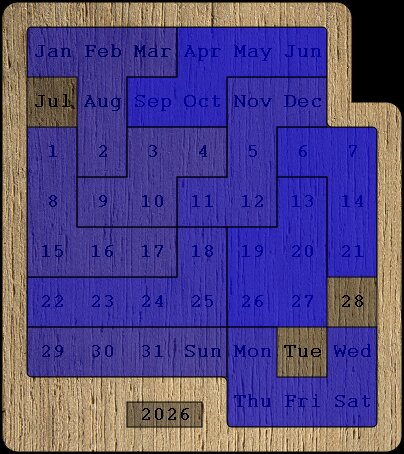 Jan Feb Mar Apr May Jun
Jul Aug Sep Oct Nov Dec
1 2 3 4 5 6 7
8 9 10 11 12 13 14
15 16 17 18 19 20 21
22 23 24 25 26 27 28
29 30 31 Sun Mon Tue Wed
Thu Fri Sat
2026